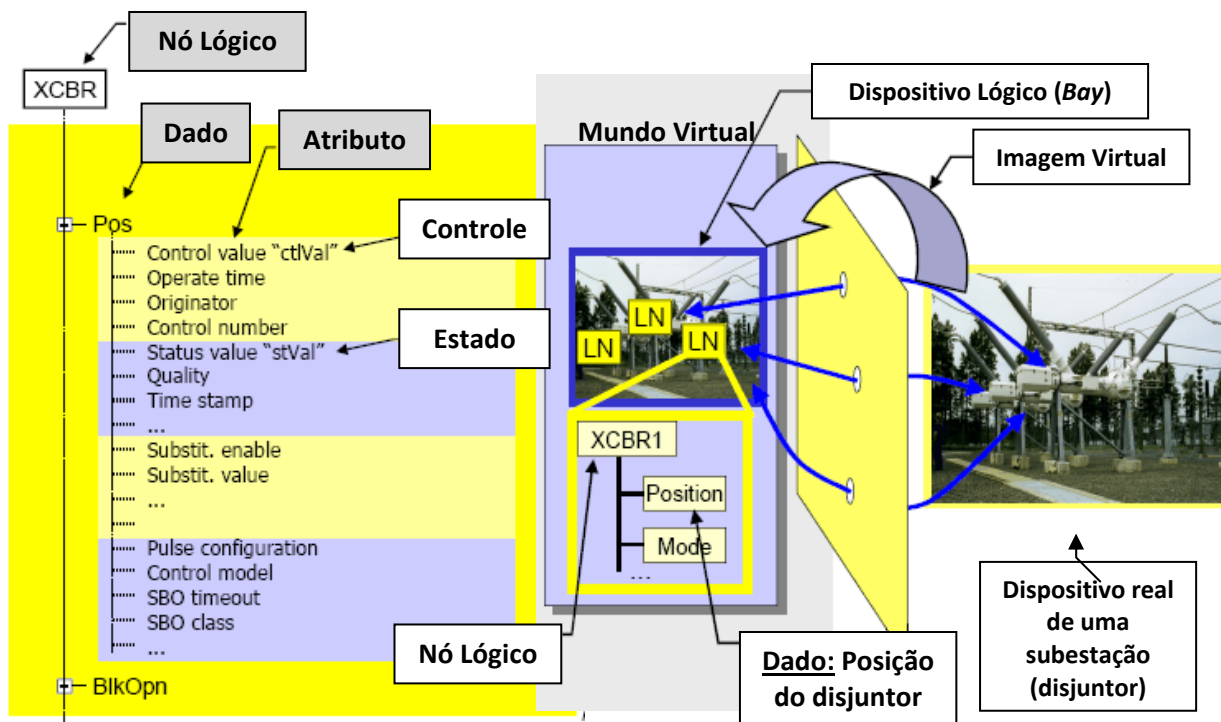 Nó Lógico
XCBR
Dado
Atributo
Pos
Control value “ctlVal”
Operate time
Originator
Control number
Status value “stVal”
Quality
Time stamp
...
Substit. enable
Substit. value
...
Pulse configuration
Control model
SBO timeout
SBO class
...
BlkOpn
Controle
Estado
Nó Lógico
Mundo Virtual
LN
LN
LN
XCBR1
Position
Mode
...
Dispositivo Lógico (Bay)
Imagem Virtual
Dado: Posição
do disjuntor
Dispositivo real
de uma
subestação
(disjuntor)